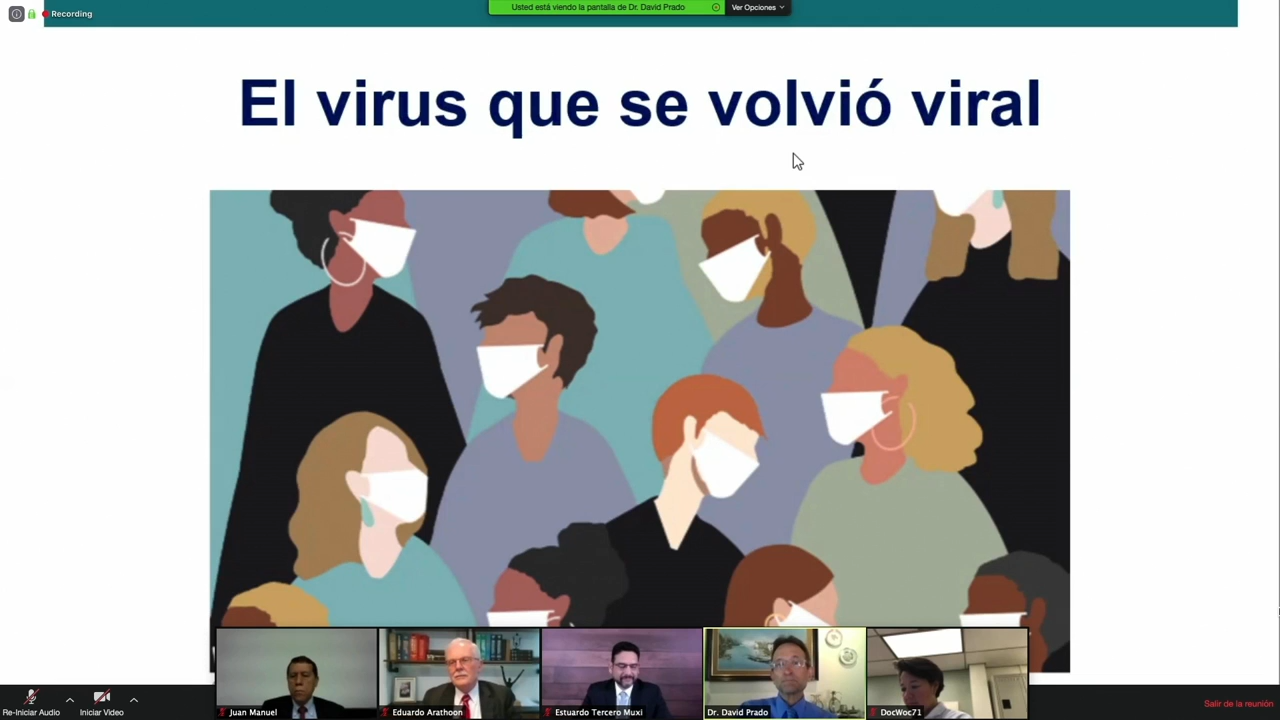 Recording
Usted está viendo la pantalla de Dr. David Prado
Ver Opciones
El virus que se volvió viral
Juan Manuel
Eduardo Arathoon
Estuardo Tercero Muxi
Dr. David Prado
DocWoc71
Re-Iniciar Audio
Iniciar Video
Salir de la reunión